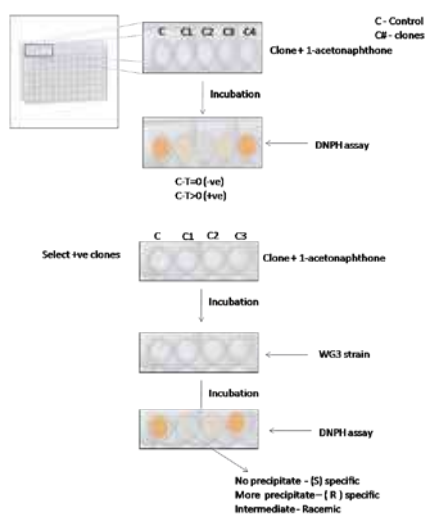 C - Control
C# - clones
C C1 C2 C3 C4
Clone + 1-acetonaphthone
Incubation
DNPH assay
C-T=0 (-ve)
C-T>0 (+ve)
Select +ve clones
C C1 C2 C3
Clone + 1-acetonaphthone
Incubation
WG3 strain
Incubation
DNPH assay
No precipitate - (S) specific
More precipitate - ( R ) specific
Intermediate - Racemic